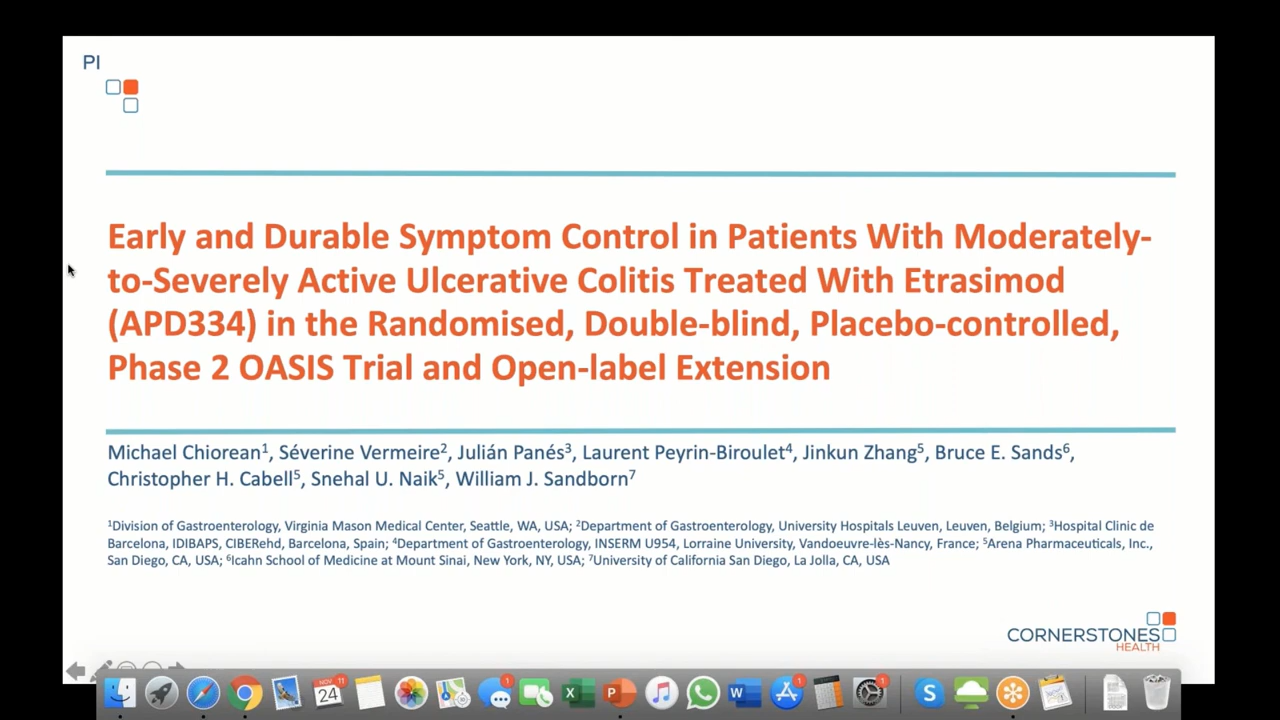 PI
Early and Durable Symptom Control in Patients With Moderately-
to-Severely Active Ulcerative Colitis Treated With Etrasimod
(APD334) in the Randomised, Double-blind, Placebo-controlled,
Phase 2 OASIS Trial and Open-label Extension
Michael Chiorean¹, Séverine Vermeire², Julián Panés³, Laurent Peyrin-Biroulet⁴, Jinkun Zhang⁵, Bruce E. Sands⁶,
Christopher H. Cabell⁵, Snehal U. Naik⁵, William J. Sandborn⁷
¹Division of Gastroenterology, Virginia Mason Medical Center, Seattle, WA, USA; ²Department of Gastroenterology, University Hospitals Leuven, Leuven, Belgium; ³Hospital Clinic de
Barcelona, IDIBAPS, CIBERehd, Barcelona, Spain; ⁴Department of Gastroenterology, INSERM U954, Lorraine University, Vandoeuvre-lès-Nancy, France; ⁵Arena Pharmaceuticals, Inc.,
San Diego, CA, USA; ⁶Icahn School of Medicine at Mount Sinai, New York, NY, USA; ⁷University of California San Diego, La Jolla, CA, USA
CORNERSTONES
HEALTH
NOV 11
24
1
X
P
W
1
1
S